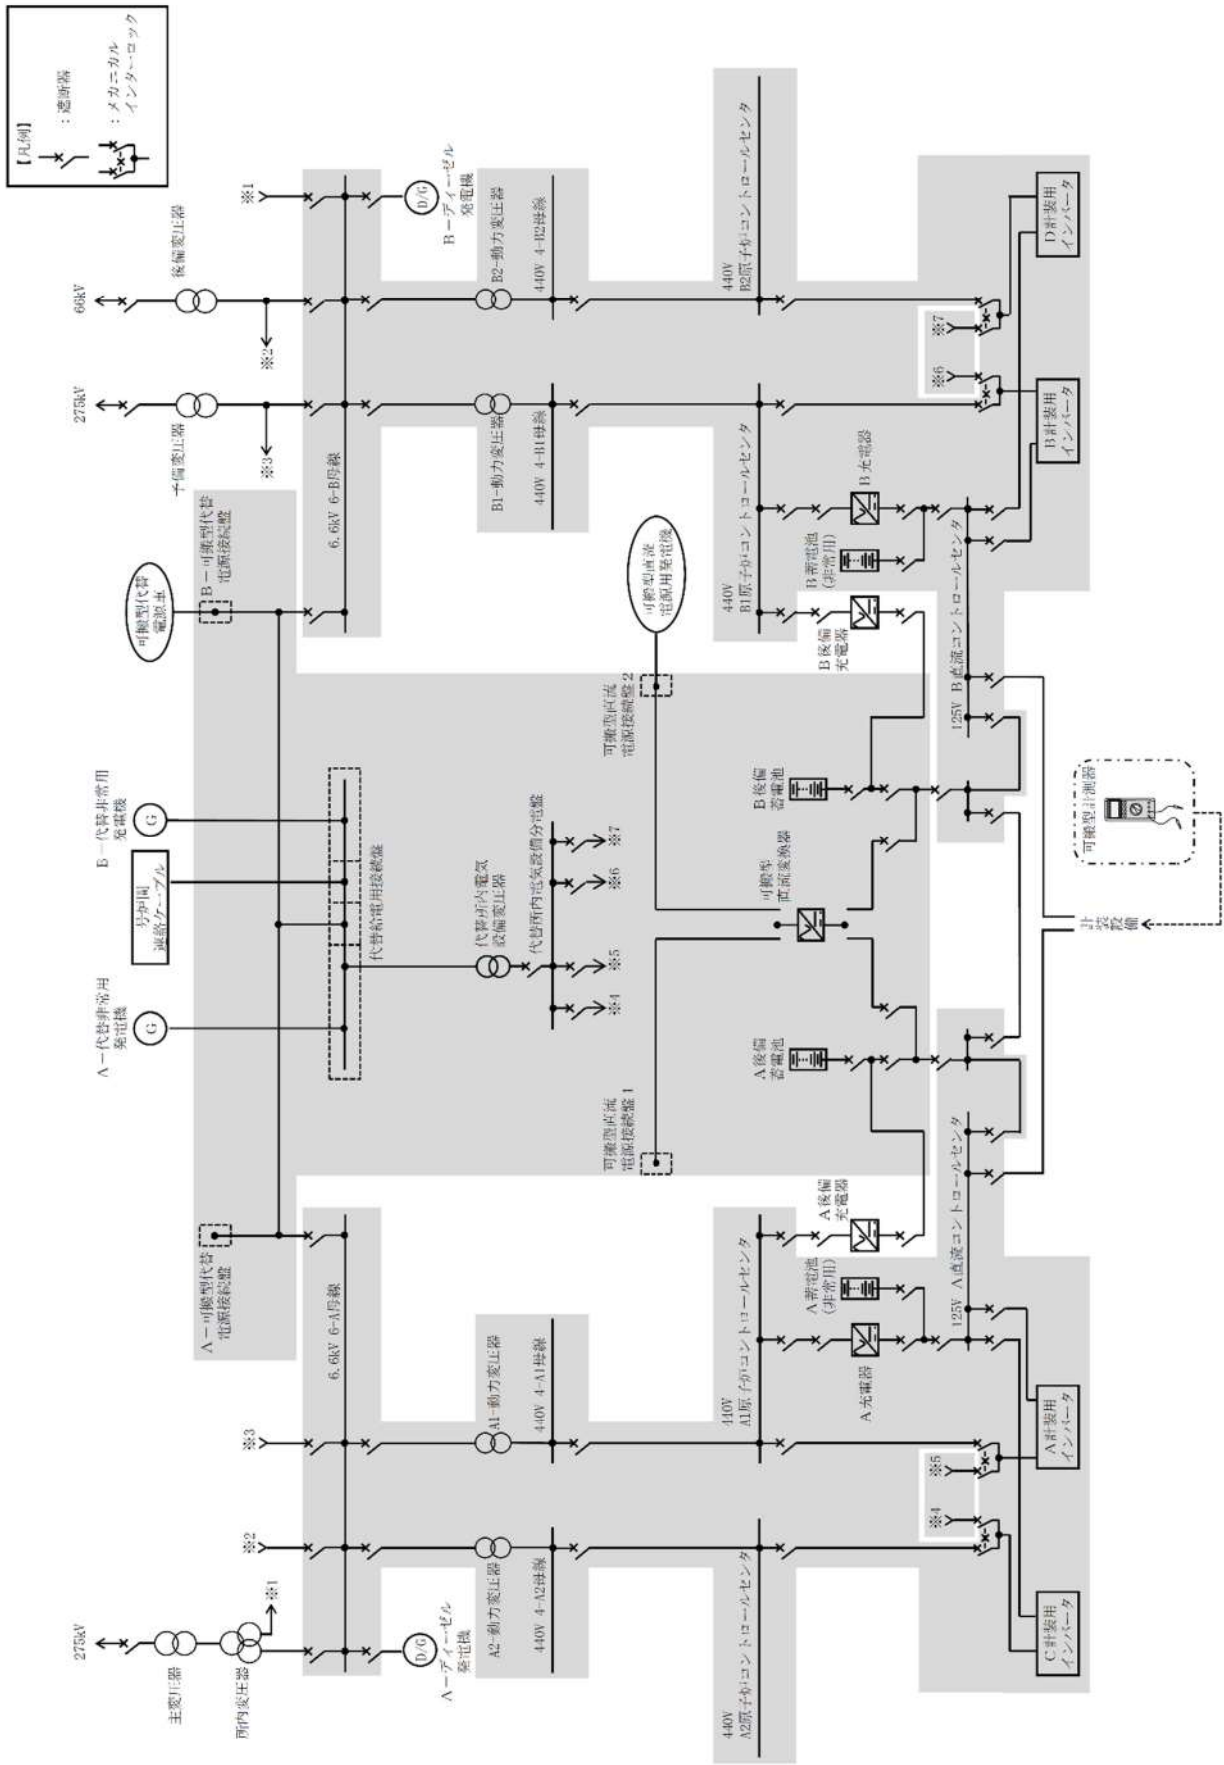 【凡例】
：遮断器
：メカニカル
インターロック
275kV
主変圧器
所内変圧器
※1
※2
※3
A－可搬型代替
電源接続盤
A－代替非常用
発電機
G
号炉間
連絡ケーブル
B－代替非常用
発電機
G
可搬型代替
電源車
B－可搬型代替
電源接続盤
275kV
予備変圧器
※3
66kV
後備変圧器
※2
※1
6.6kV 6-A母線
代替給電用接続盤
6.6kV 6-B母線
D/G
A－ディーゼル
発電機
D/G
B－ディーゼル
発電機
A2-動力変圧器
440V 4-A2母線
A1-動力変圧器
440V 4-A1母線
代替所内電気
設備変圧器
代替所内電気設備分電盤
※4
※5
※6
※7
B1-動力変圧器
440V 4-B1母線
B2-動力変圧器
440V 4-B2母線
可搬型直流
電源接続盤1
可搬型直流
電源接続盤2
可搬型直流
電源用発電機
440V
A2原子炉コントロールセンタ
440V
A1原子炉コントロールセンタ
440V
B1原子炉コントロールセンタ
440V
B2原子炉コントロールセンタ
A充電器
A蓄電池
(非常用)
A後備
充電器
A後備
蓄電池
可搬型
直流変換器
B後備
蓄電池
B後備
充電器
B蓄電池
(非常用)
B充電器
※4
※5
125V A直流コントロールセンタ
125V B直流コントロールセンタ
※6
※7
C計装用
インバータ
A計装用
インバータ
計装設備
可搬型計測器
B計装用
インバータ
D計装用
インバータ